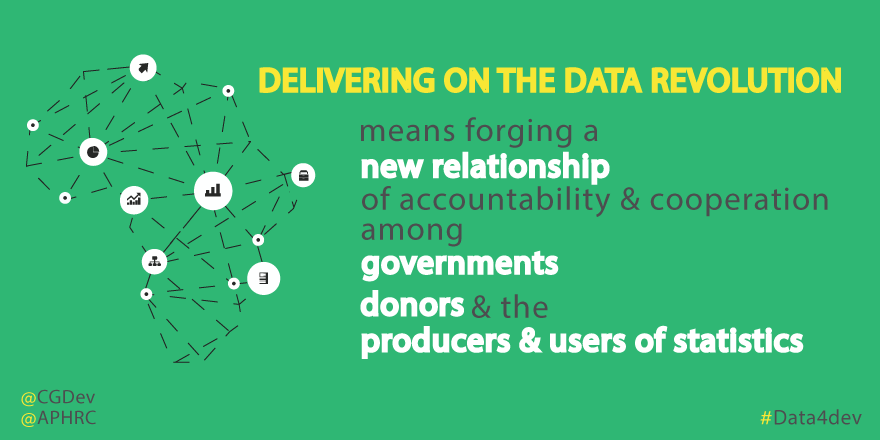 DELIVERING ON THE DATA REVOLUTION
means forging a
new relationship
of accountability & cooperation
among
governments
donors & the
producers & users of statistics
@CGDev
@APHRC
#Data4dev